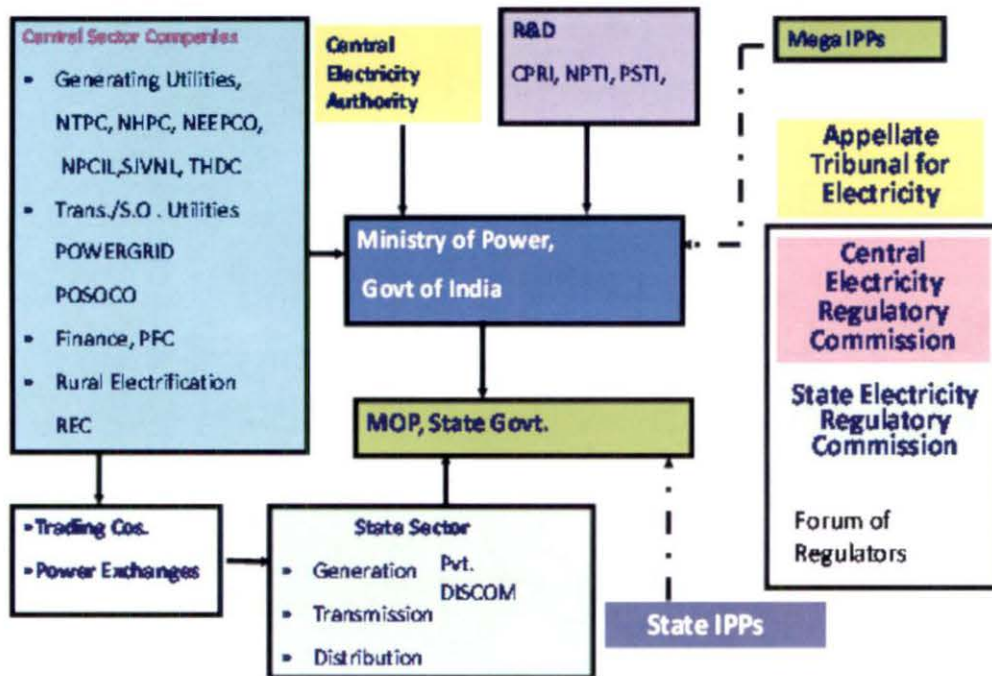 Central Sector Companies
» Generating Utilities,
NTPC, NHPC, NEEPCO,
NPCIL,SJVNL, THDC
» Trans./S.O . Utilities
POWERGRID
POSOCO
» Finance, PFC
» Rural Electrification
REC
Central
Electricity
Authority
R&D
CPRI, NPTI, PSTI,
Mega IPPs
Appellate
Tribunal for
Electricity
Ministry of Power,
Govt of India
Central
Electricity
Regulatory
Commission
State Electricity
Regulatory
Commission
Forum of
Regulators
MOP, State Govt.
»Trading Cos.
»Power Exchanges
State Sector
» Generation
» Transmission
» Distribution
Pvt.
DISCOM
State IPPs